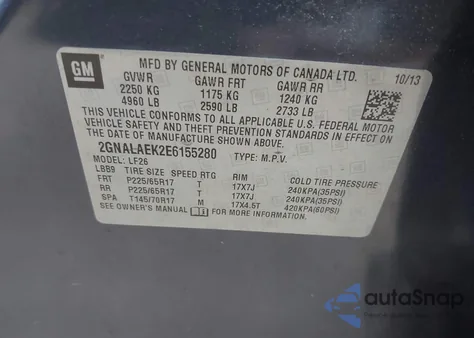 GM
MFD BY GENERAL MOTORS OF CANADA LTD. 10/13
GVWR GAWR FRT GAWR RR
2250 KG 1175 KG 1240 KG
4960 LB 2590 LB 2733 LB
THIS VEHICLE CONFORMS TO ALL APPLICABLE U.S. FEDERAL MOTOR
VEHICLE SAFETY AND THEFT PREVENTION STANDARDS IN EFFECT ON
THE DATE OF MANUFACTURE SHOWN ABOVE.
2GNALAEK2E6155280 TYPE: M.P.V.
MODEL: LF26
LBB9 TIRE SIZE SPEED RTG RIM COLD TIRE PRESSURE
FRT P225/65R17 T 17X7J 240KPA(35PSI)
RR P225/65R17 T 17X7J 240KPA(35PSI)
SPA T145/70R17 M 17X4.5T 420KPA(60PSI)
SEE OWNER'S MANUAL FOR MORE INFORMATION.
autoSnap